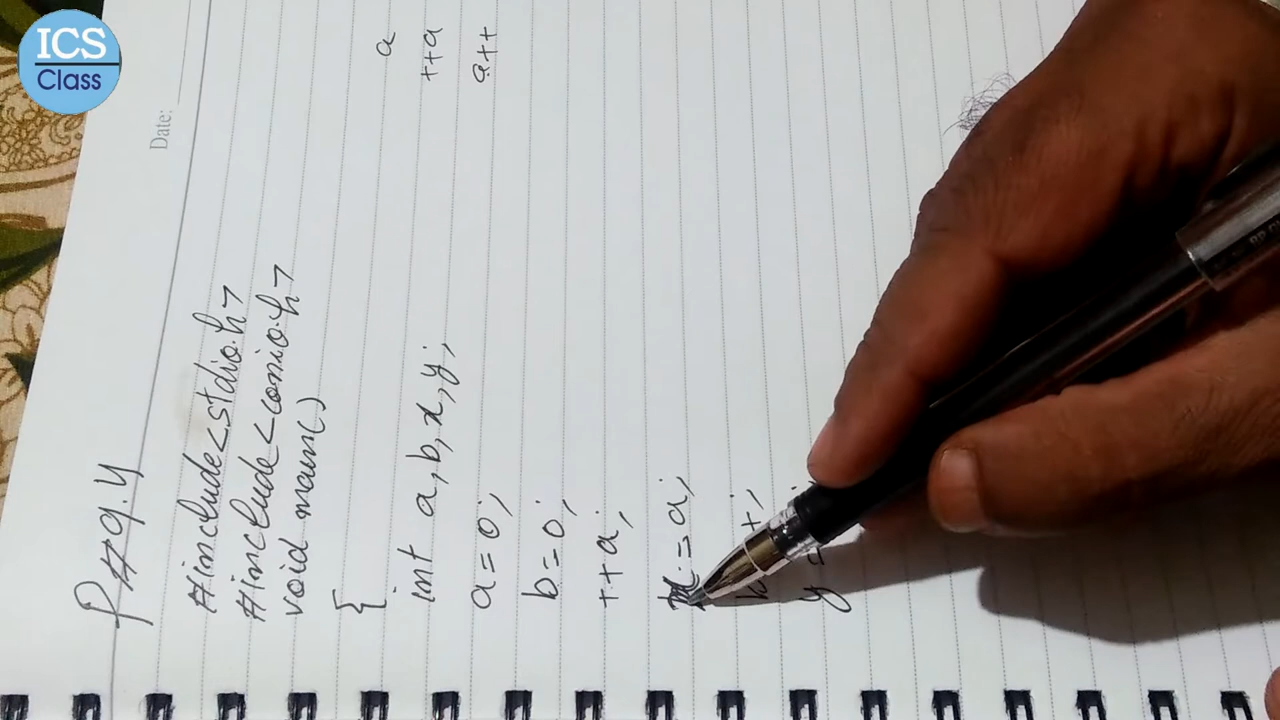 ICS
Class
Date:
P#9.4
#include<stdio.h>
#include<conio.h>
void main()
{
int a,b,x,y;
a=0;
b=0;
++a;
x=a;
y
a
++a
a++